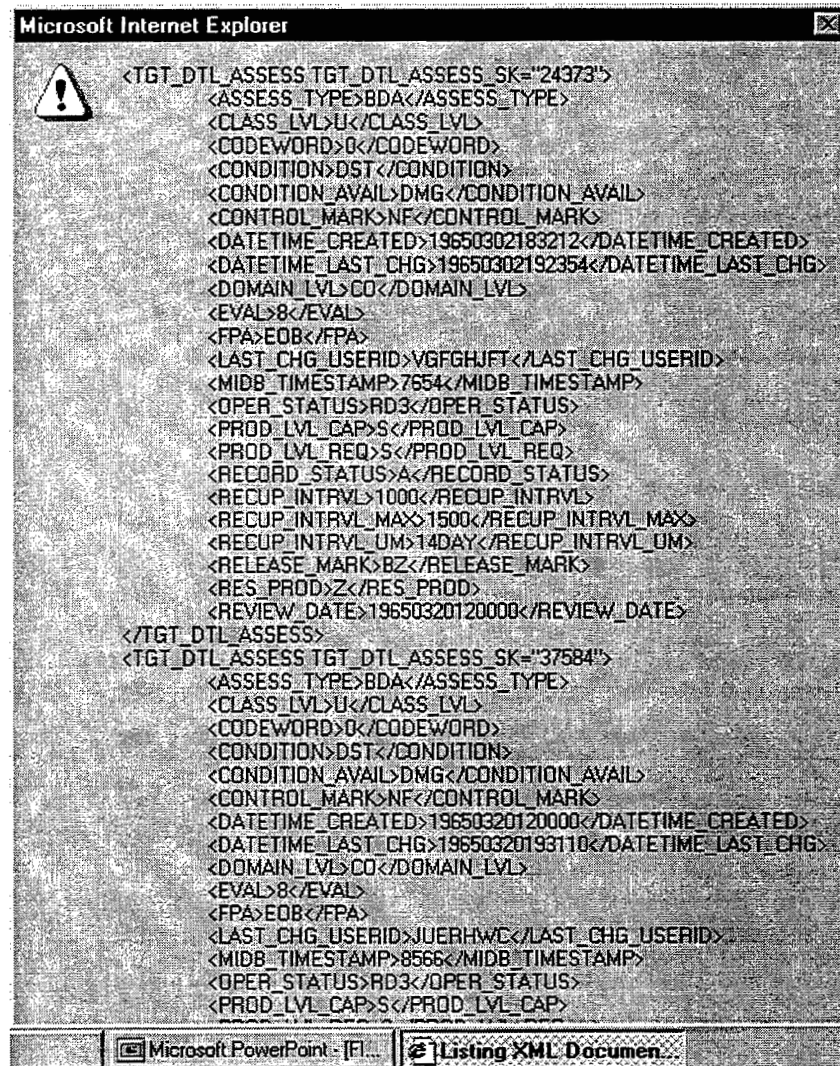 Microsoft Internet Explorer
<TGT_DTL_ASSESS TGT_DTL_ASSESS_SK="24373">
<ASSESS_TYPE>BDA</ASSESS_TYPE>
<CLASS_LVL>U</CLASS_LVL>
<CODEWORD>0</CODEWORD>
<CONDITION>DST</CONDITION>
<CONDITION_AVAIL>DMG</CONDITION_AVAIL>
<CONTROL_MARK>NF</CONTROL_MARK>
<DATETIME_CREATED>19650302183212</DATETIME_CREATED>
<DATETIME_LAST_CHG>19650302192354</DATETIME_LAST_CHG>
<DOMAIN_LVL>CO</DOMAIN_LVL>
<EVAL>8</EVAL>
<FPA>EOB</FPA>
<LAST_CHG_USERID>VGFGHJFT</LAST_CHG_USERID>
<MIDB_TIMESTAMP>7654</MIDB_TIMESTAMP>
<OPER_STATUS>RD3</OPER_STATUS>
<PROD_LVL_CAP>S</PROD_LVL_CAP>
<PROD_LVL_REQ>S</PROD_LVL_REQ>
<RECORD_STATUS>A</RECORD_STATUS>
<RECUP_INTRVL>1000</RECUP_INTRVL>
<RECUP_INTRVL_MAX>1500</RECUP_INTRVL_MAX>
<RECUP_INTRVL_UM>14DAY</RECUP_INTRVL_UM>
<RELEASE_MARK>BZ</RELEASE_MARK>
<RES_PROD>Z</RES_PROD>
<REVIEW_DATE>19650320120000</REVIEW_DATE>
</TGT_DTL_ASSESS>
<TGT_DTL_ASSESS TGT_DTL_ASSESS_SK="37584">
<ASSESS_TYPE>BDA</ASSESS_TYPE>
<CLASS_LVL>U</CLASS_LVL>
<CODEWORD>0</CODEWORD>
<CONDITION>DST</CONDITION>
<CONDITION_AVAIL>DMG</CONDITION_AVAIL>
<CONTROL_MARK>NF</CONTROL_MARK>
<DATETIME_CREATED>19650320120000</DATETIME_CREATED>
<DATETIME_LAST_CHG>19650320193110</DATETIME_LAST_CHG>
<DOMAIN_LVL>CO</DOMAIN_LVL>
<EVAL>8</EVAL>
<FPA>EOB</FPA>
<LAST_CHG_USERID>JUERHWC</LAST_CHG_USERID>
<MIDB_TIMESTAMP>8566</MIDB_TIMESTAMP>
<OPER_STATUS>RD3</OPER_STATUS>
<PROD_LVL_CAP>S</PROD_LVL_CAP>
Microsoft PowerPoint - [Fl... Listing XML Documen...